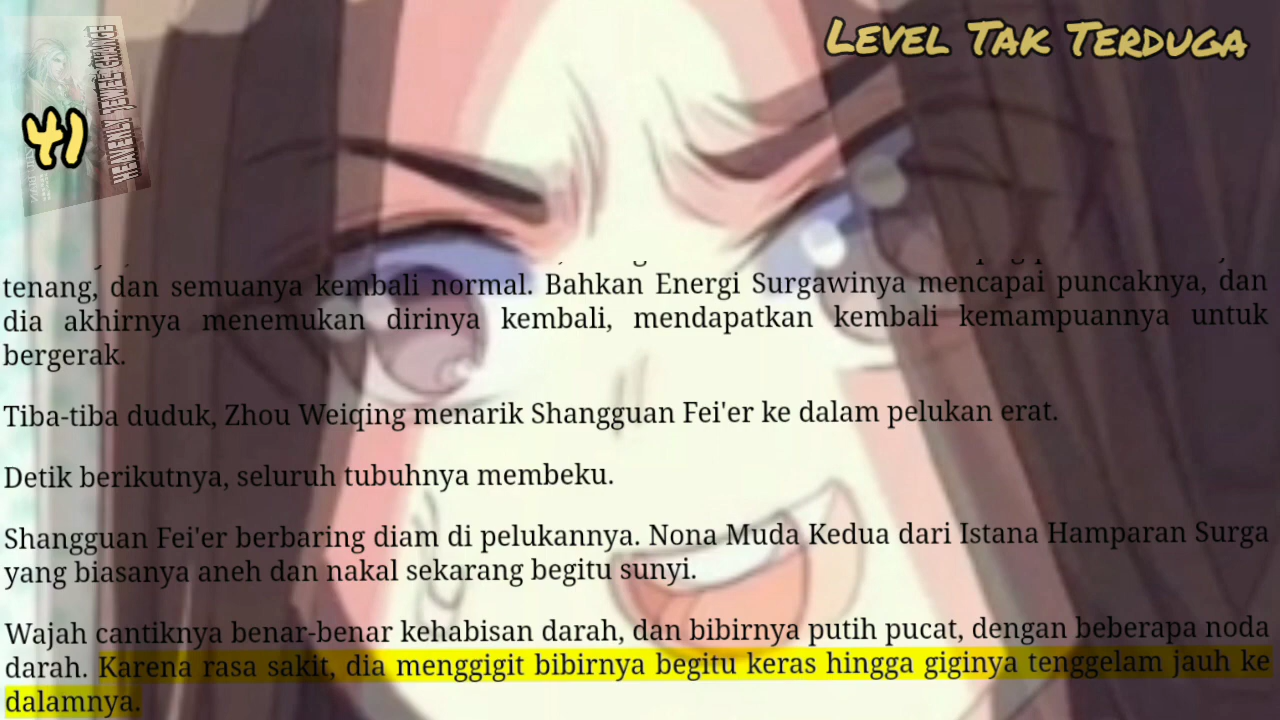 Level Tak Terduga
41
HEAVENLY JEWEL CHANGE
tenang, dan semuanya kembali normal. Bahkan Energi Surgawinya mencapai puncaknya, dan
dia akhirnya menemukan dirinya kembali, mendapatkan kembali kemampuannya untuk
bergerak.
Tiba-tiba duduk, Zhou Weiqing menarik Shangguan Fei'er ke dalam pelukan erat.
Detik berikutnya, seluruh tubuhnya membeku.
Shangguan Fei'er berbaring diam di pelukannya. Nona Muda Kedua dari Istana Hamparan Surga
yang biasanya aneh dan nakal sekarang begitu sunyi.
Wajah cantiknya benar-benar kehabisan darah, dan bibirnya putih pucat, dengan beberapa noda
darah. Karena rasa sakit, dia menggigit bibirnya begitu keras hingga giginya tenggelam jauh ke
dalamnya.